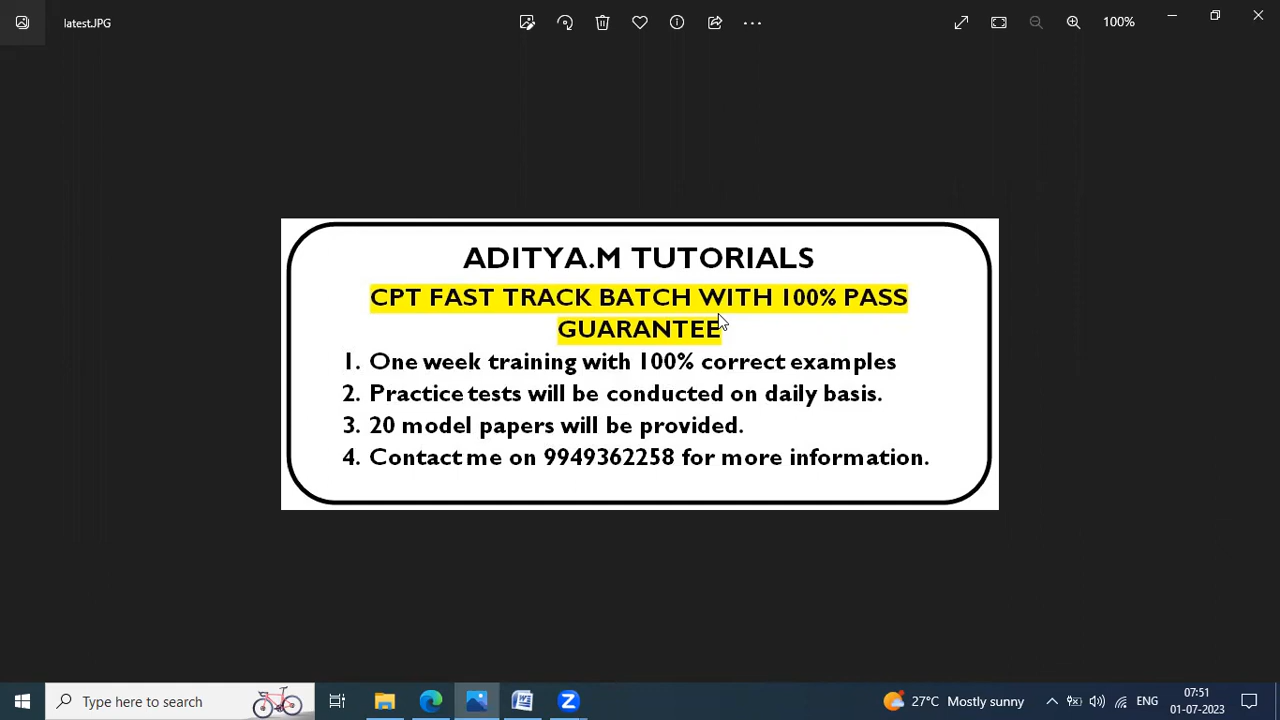 latest.JPG
100%
ADITYA.M TUTORIALS
CPT FAST TRACK BATCH WITH 100% PASS
GUARANTEE
1. One week training with 100% correct examples
2. Practice tests will be conducted on daily basis.
3. 20 model papers will be provided.
4. Contact me on 9949362258 for more information.
Type here to search
27°C Mostly sunny
ENG
07:51
01-07-2023